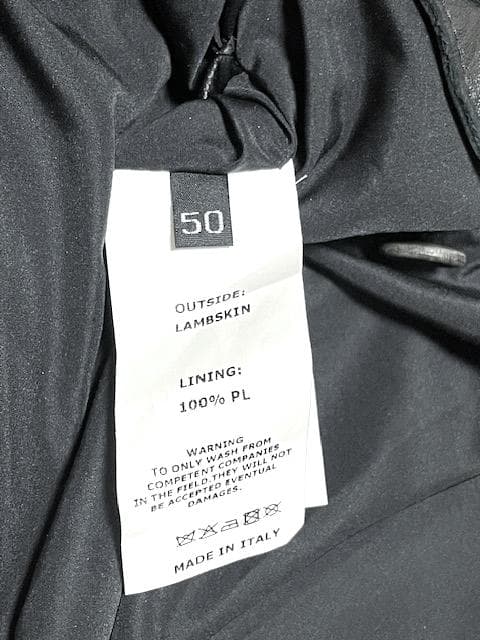 50
OUTSIDE:
LAMBSKIN
LINING:
100% PL
WARNING
TO ONLY WASH FROM
COMPETENT COMPANIES
IN THE FIELD.THEY WILL NOT
BE ACCEPTED EVENTUAL
DAMAGES.
MADE IN ITALY